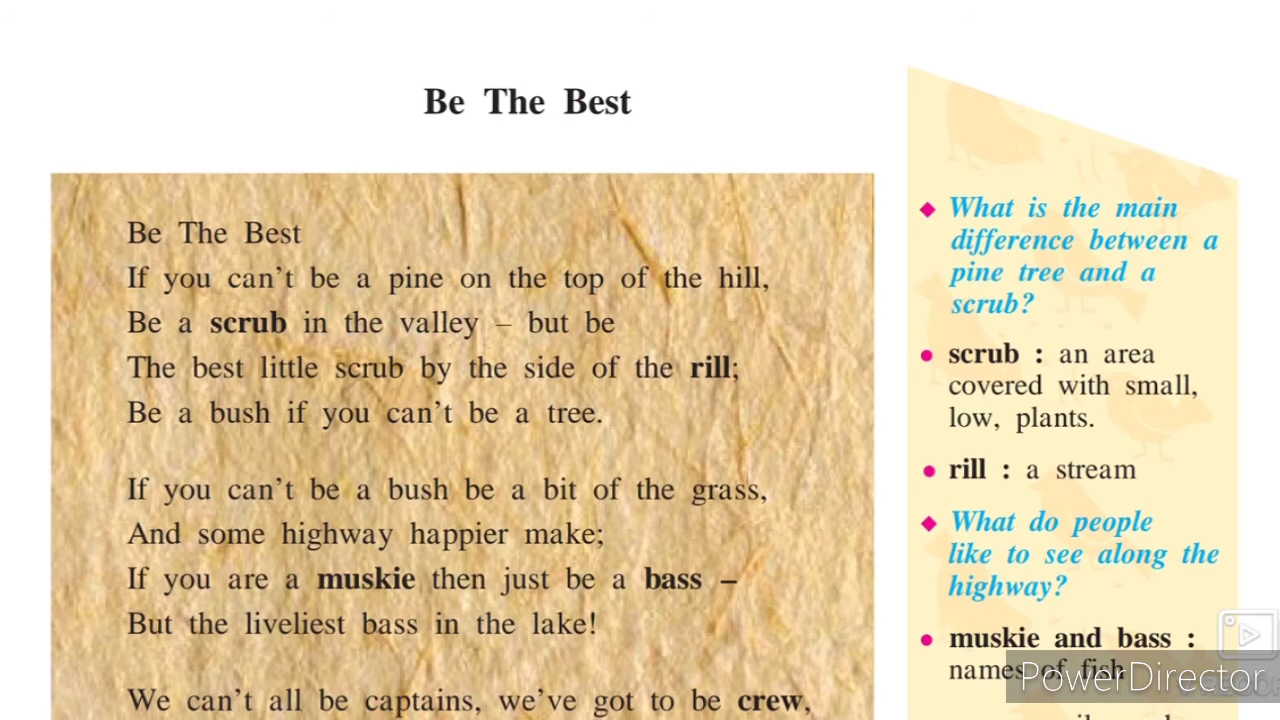 Be The Best
Be The Best
If you can't be a pine on the top of the hill,
Be a scrub in the valley – but be
The best little scrub by the side of the rill;
Be a bush if you can't be a tree.
If you can't be a bush be a bit of the grass,
And some highway happier make;
If you are a muskie then just be a bass –
But the liveliest bass in the lake!
We can't all be captains, we've got to be crew,
◆ What is the main
difference between a
pine tree and a
scrub?
• scrub : an area
covered with small,
low, plants.
• rill : a stream
◆ What do people
like to see along the
highway?
• muskie and bass :
names of fish
PowerDirector